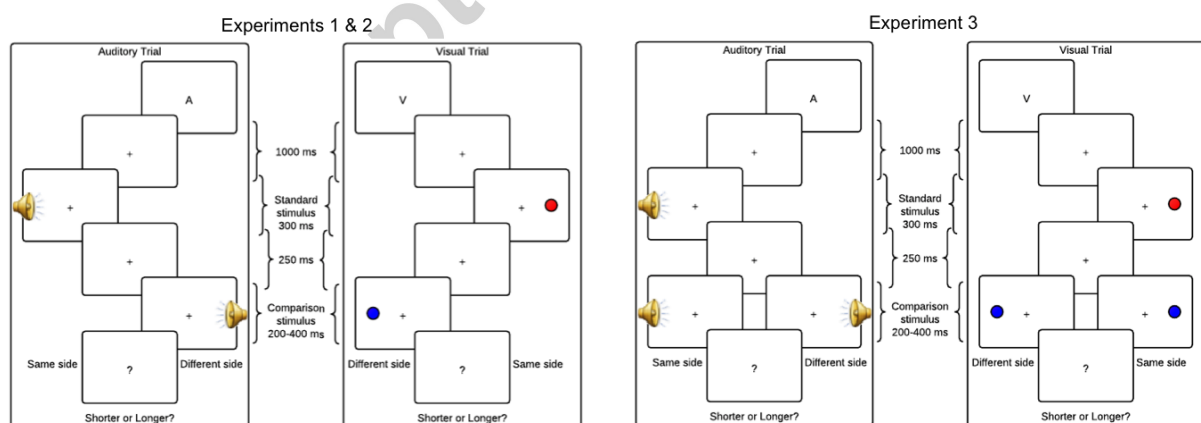 Experiments 1 & 2
Auditory Trial
A
+
+
+
+
?
Same side
Different side
Shorter or Longer?
1000 ms
Standard
stimulus
300 ms
250 ms
Comparison
stimulus
200-400 ms
Visual Trial
V
+
+
+
+
?
Different side
Same side
Shorter or Longer?
Experiment 3
Auditory Trial
A
+
+
+
+
+
?
Same side
Different side
Shorter or Longer?
1000 ms
Standard
stimulus
300 ms
250 ms
Comparison
stimulus
200-400 ms
Visual Trial
V
+
+
+
+
+
?
Different side
Same side
Shorter or Longer?